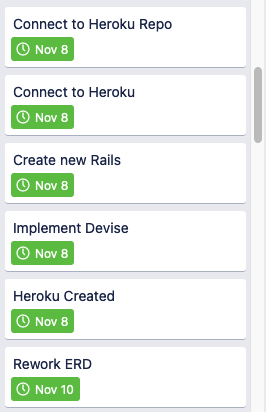 Connect to Heroku Repo
Nov 8
Connect to Heroku
Nov 8
Create new Rails
Nov 8
Implement Devise
Nov 8
Heroku Created
Nov 8
Rework ERD
Nov 10